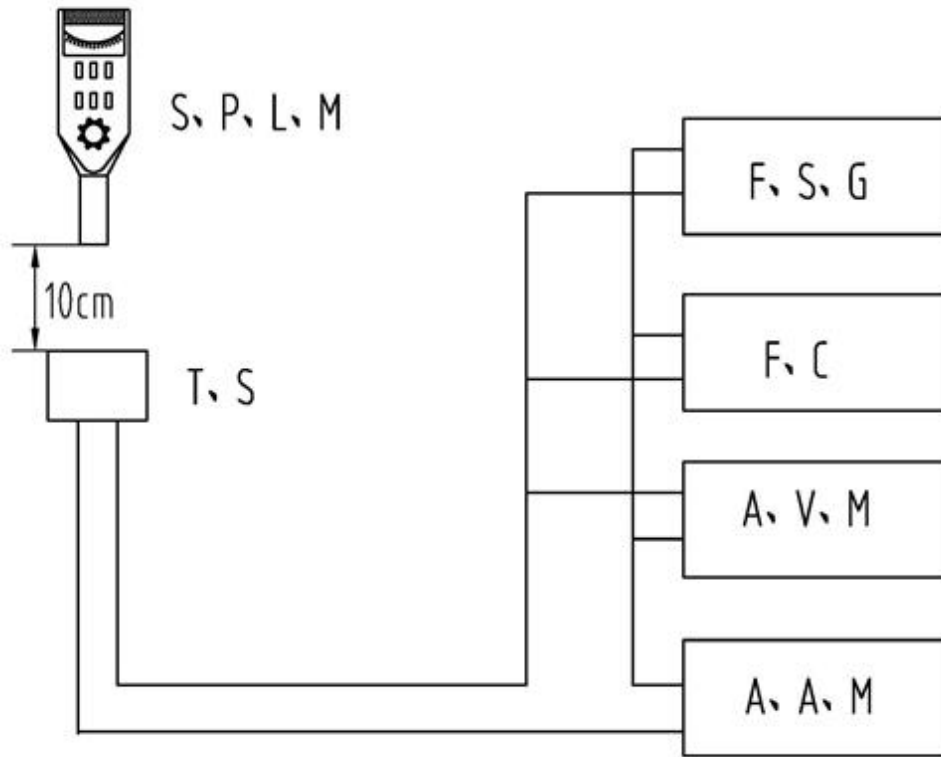 S、P、L、M
F、S、G
10cm
F、C
T、S
A、V、M
A、A、M